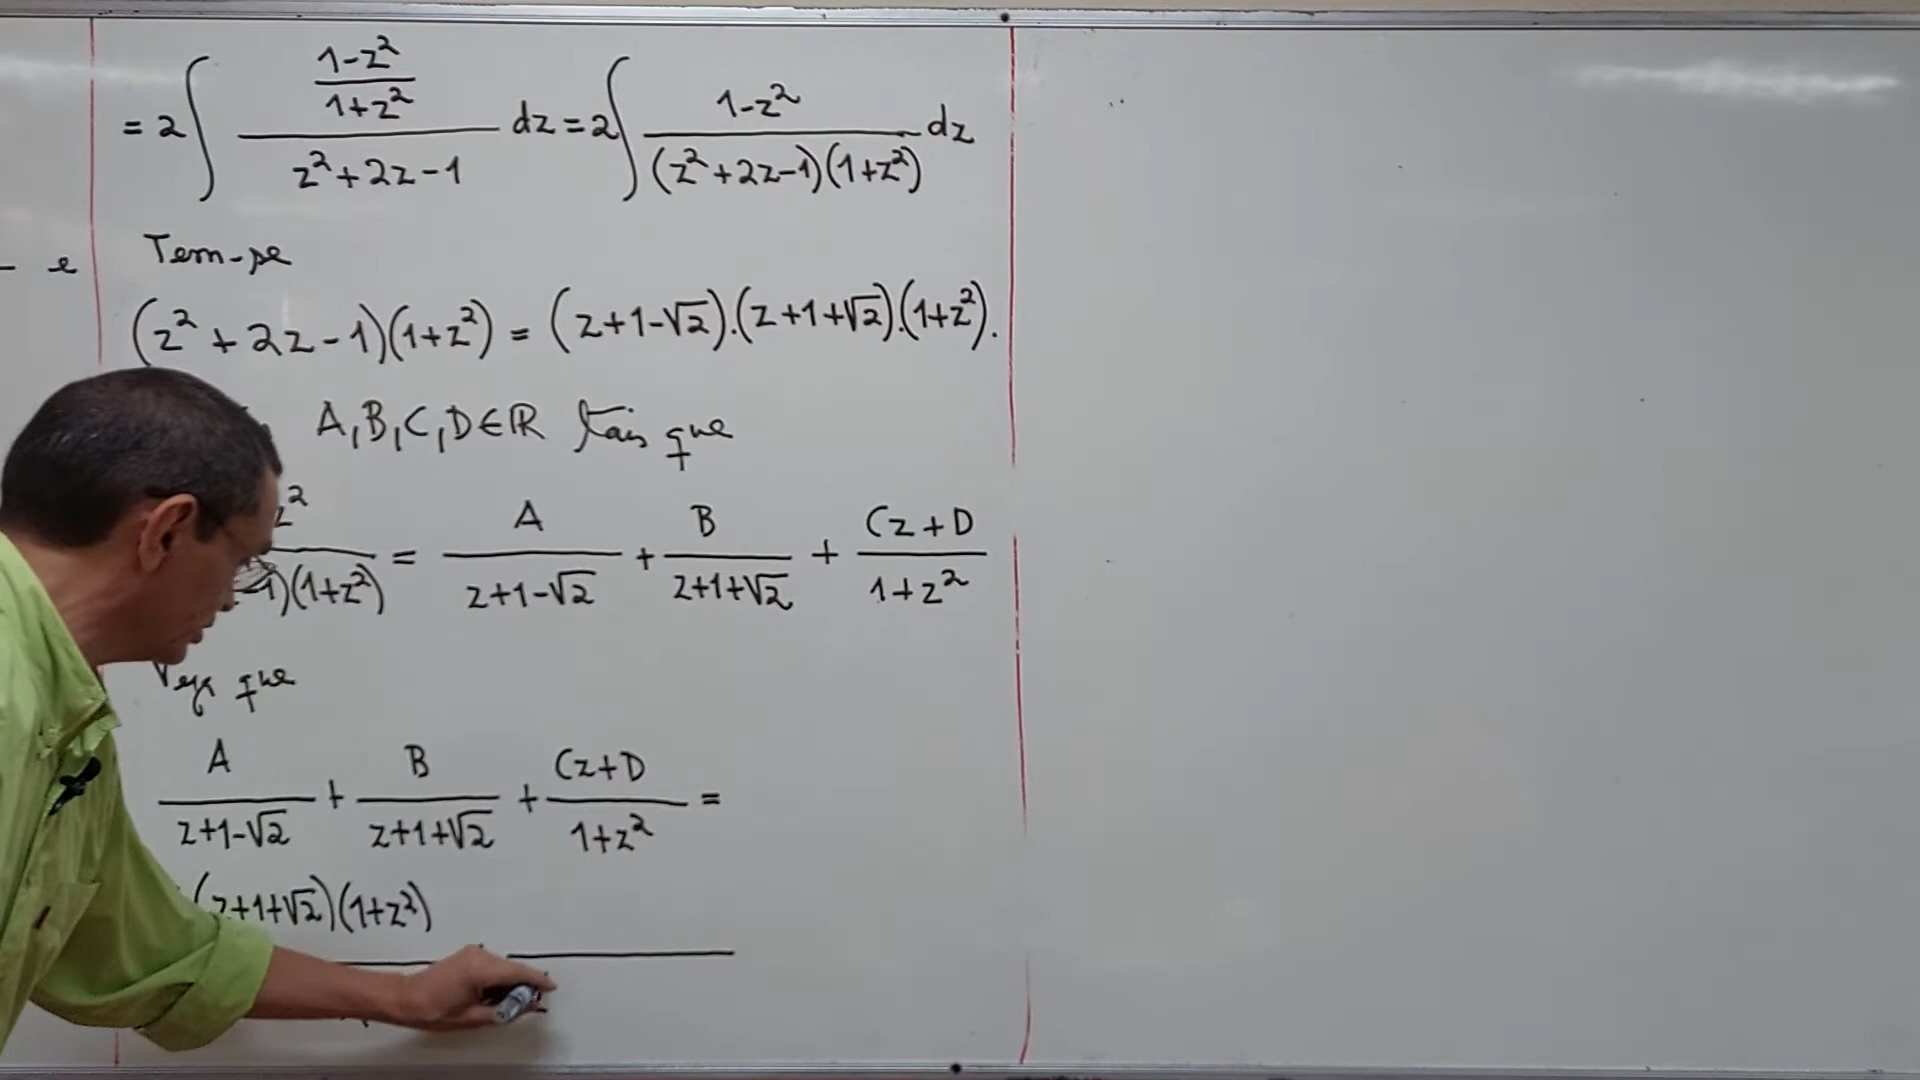 = 2∫ ((1-z²)/(1+z²))/(z²+2z-1) dz = 2∫ (1-z²)/((z²+2z-1)(1+z²)) dz
e
Tem-se
(z²+2z-1)(1+z²) = (z+1-√2).(z+1+√2).(1+z²).
A,B,C,D∈ℝ tais que
z²/(-1)(1+z²) = A/(z+1-√2) + B/(z+1+√2) + (Cz+D)/(1+z²)
Veja que
A/(z+1-√2) + B/(z+1+√2) + (Cz+D)/(1+z²) =
(z+1+√2)(1+z²)